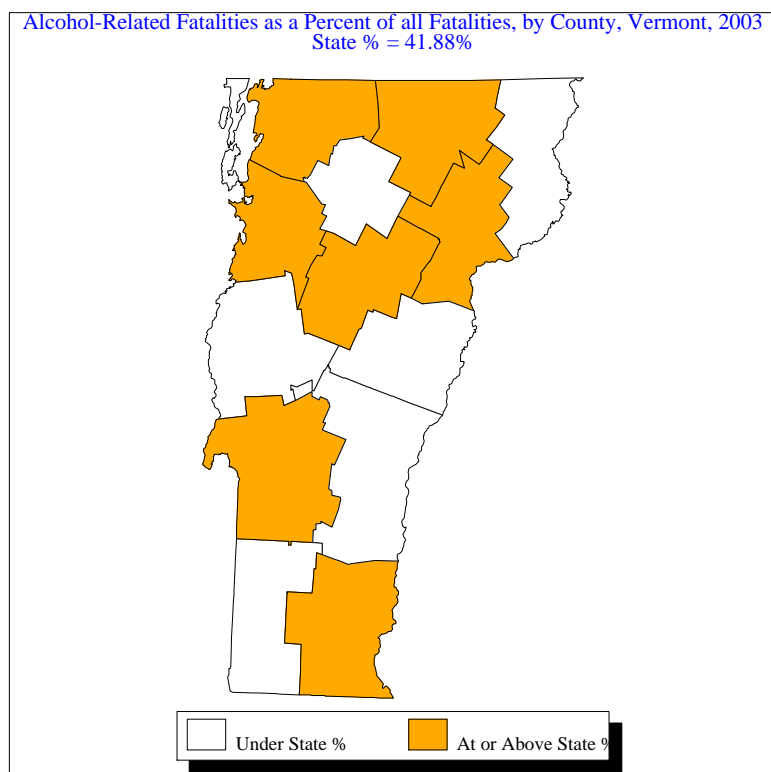 Alcohol-Related Fatalities as a Percent of all Fatalities, by County, Vermont, 2003
State % = 41.88%
Under State %
At or Above State %